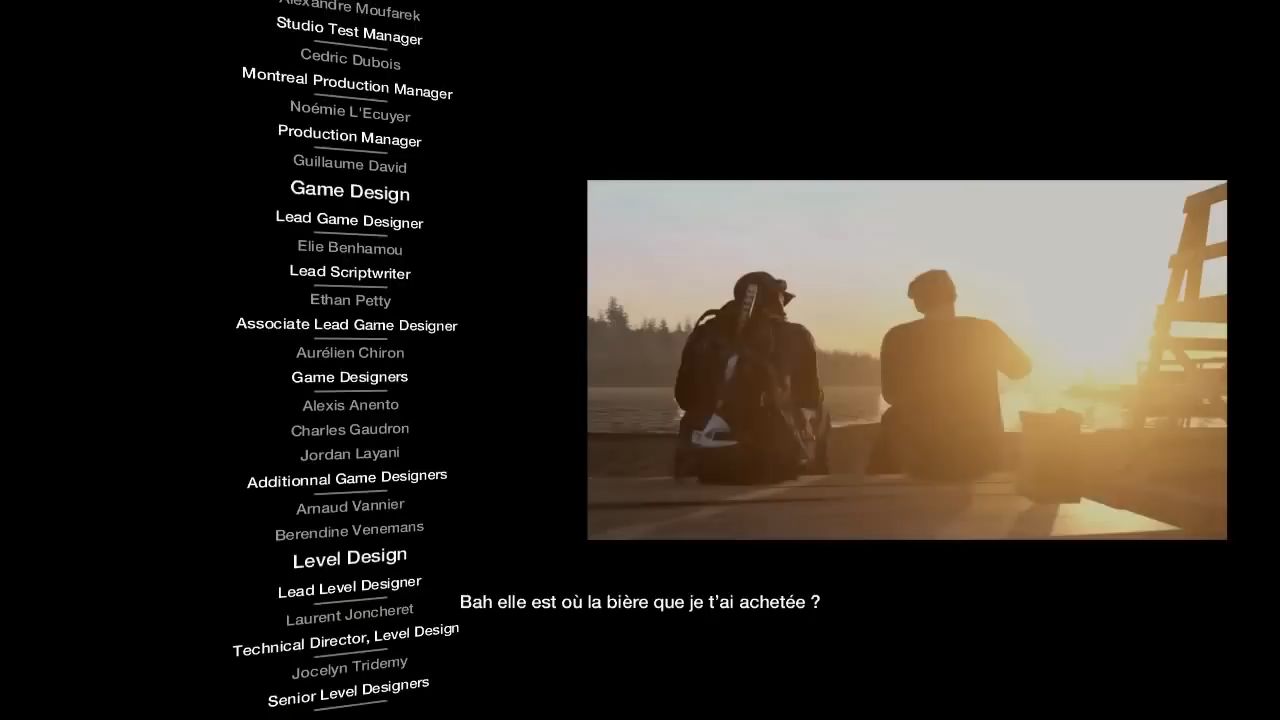 Alexandre Moufarek
Studio Test Manager
Cedric Dubois
Montreal Production Manager
Noémie L'Ecuyer
Production Manager
Guillaume David
Game Design
Lead Game Designer
Elie Benhamou
Lead Scriptwriter
Ethan Petty
Associate Lead Game Designer
Aurélien Chiron
Game Designers
Alexis Anento
Charles Gaudron
Jordan Layani
Additionnal Game Designers
Arnaud Vannier
Berendine Venemans
Level Design
Lead Level Designer
Laurent Joncheret
Technical Director, Level Design
Jocelyn Tridemy
Senior Level Designers
Bah elle est où la bière que je t’ai achetée ?